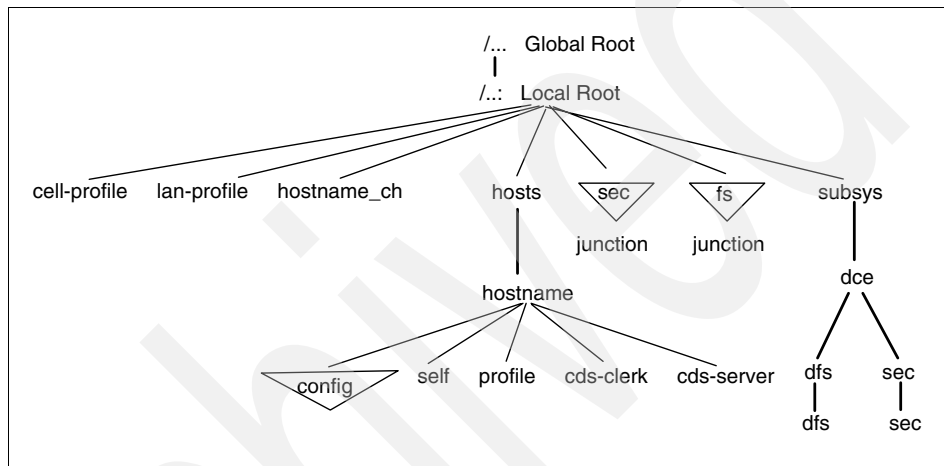 /... Global Root
/..: Local Root
cell-profile lan-profile hostname_ch hosts sec fs subsys
junction junction
dce
hostname
config self profile cds-clerk cds-server dfs sec
dfs sec